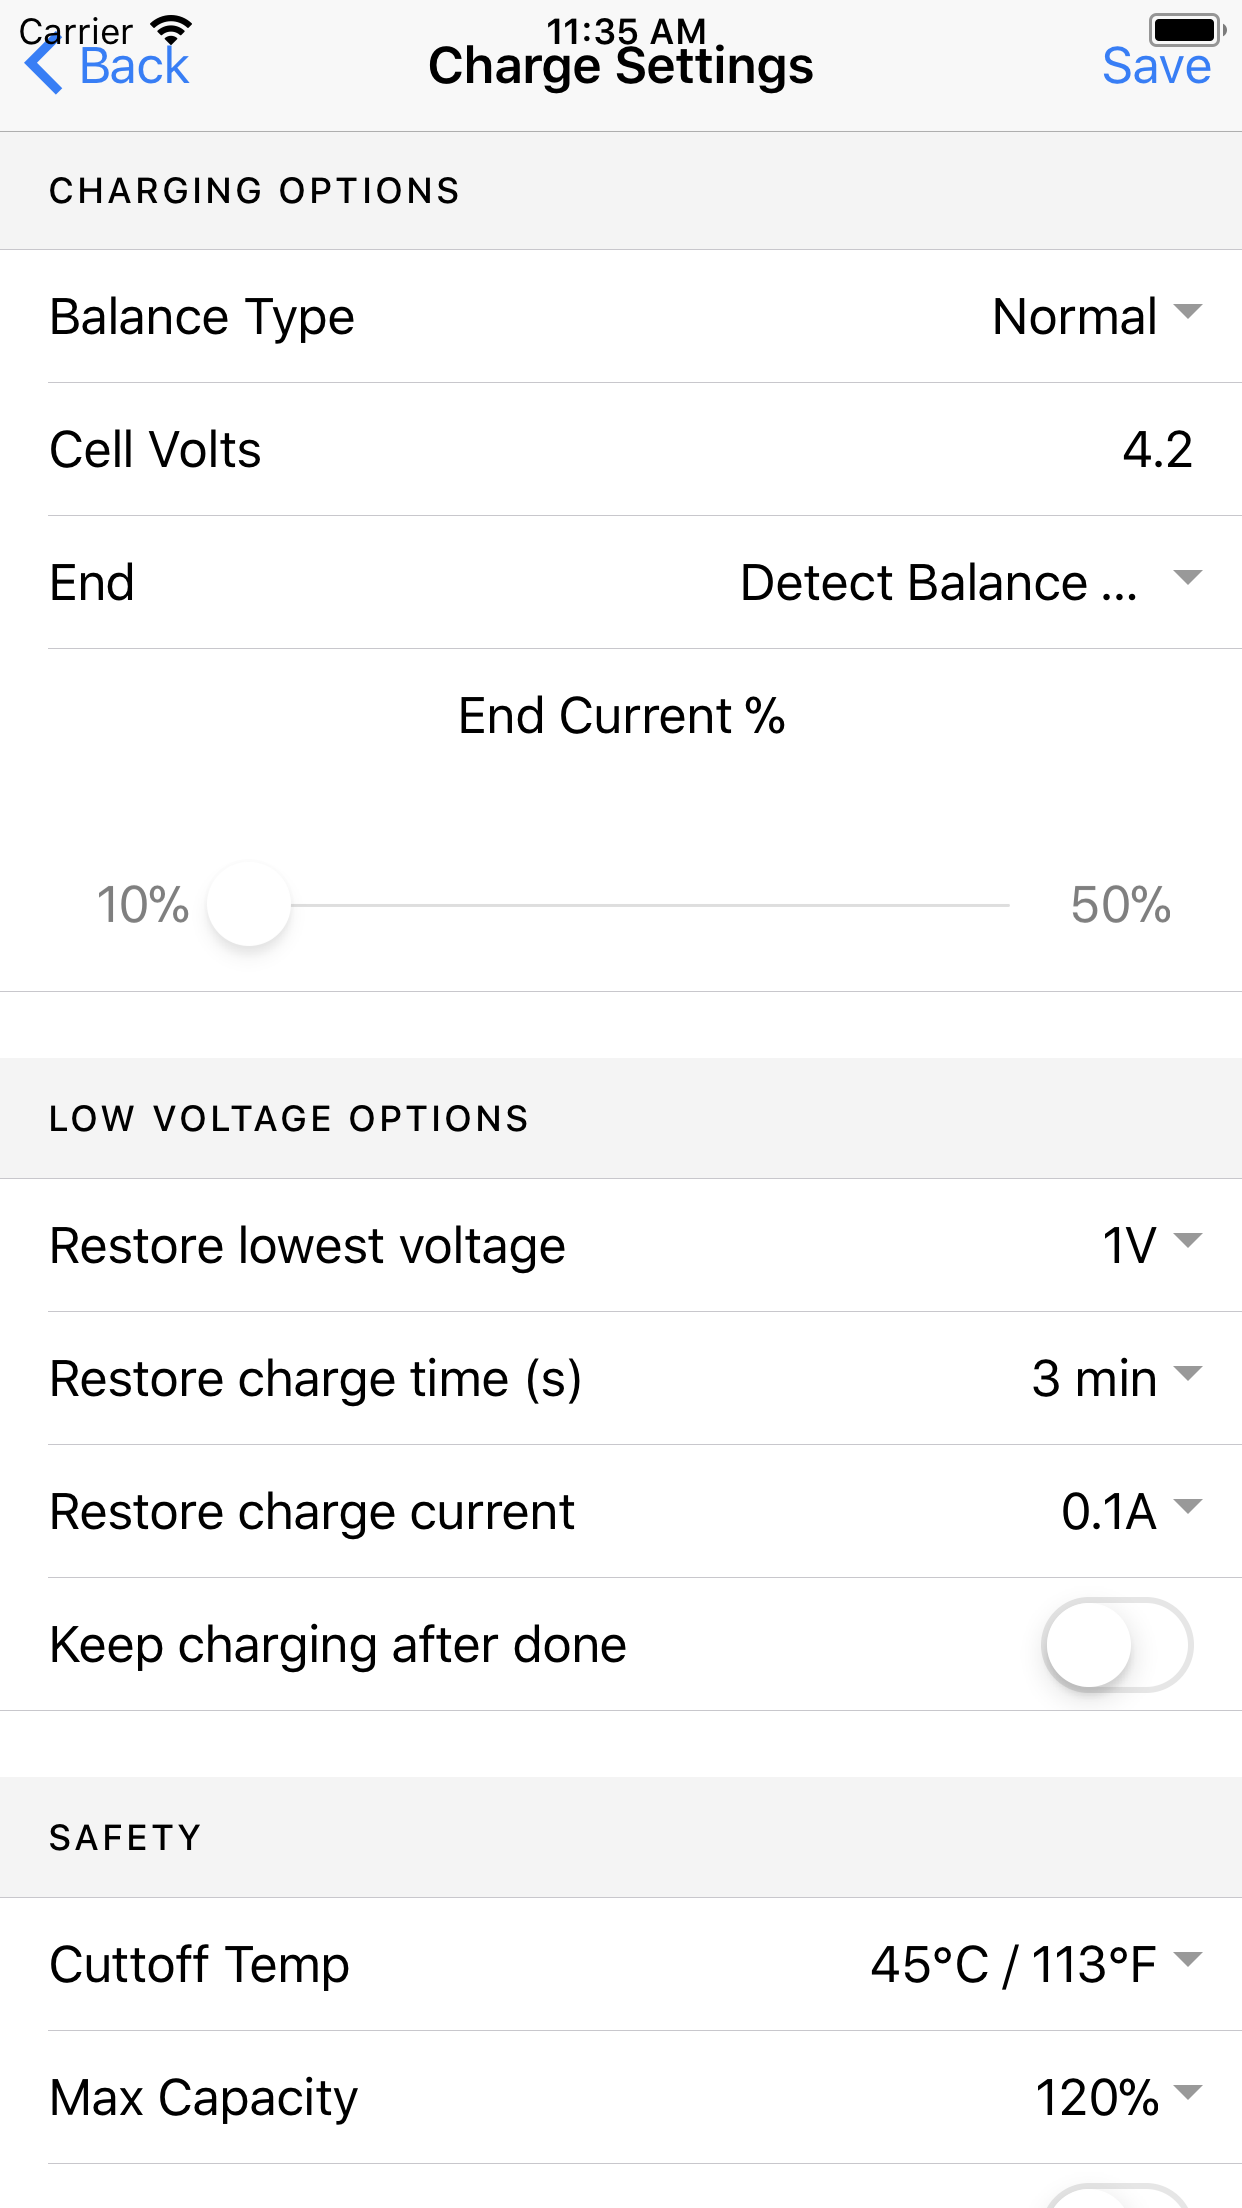 Carrier 11:35 AM
Back Charge Settings Save
CHARGING OPTIONS
Balance Type Normal
Cell Volts 4.2
End Detect Balance ...
End Current %
10% 50%
LOW VOLTAGE OPTIONS
Restore lowest voltage 1V
Restore charge time (s) 3 min
Restore charge current 0.1A
Keep charging after done
SAFETY
Cuttoff Temp 45°C / 113°F
Max Capacity 120%